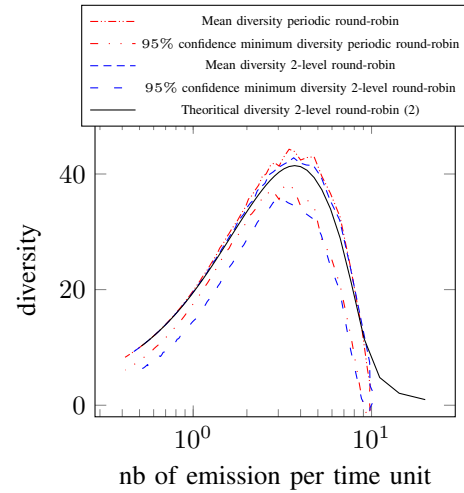 Mean diversity periodic round-robin
95% confidence minimum diversity periodic round-robin
Mean diversity 2-level round-robin
95% confidence minimum diversity 2-level round-robin
Theoritical diversity 2-level round-robin (2)
40
20
0
diversity
10^0
10^1
nb of emission per time unit